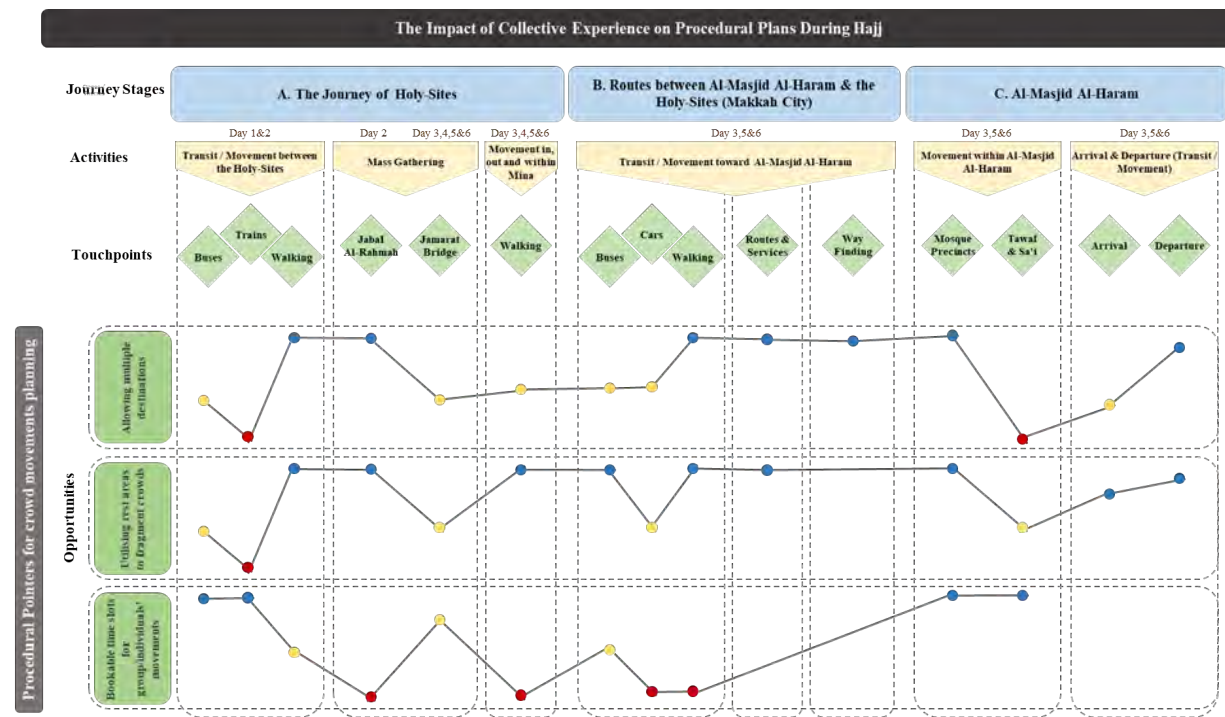 The Impact of Collective Experience on Procedural Plans During Hajj
Journey Stages
A. The Journey of Holy-Sites
B. Routes between Al-Masjid Al-Haram & the
Holy-Sites (Makkah City)
C. Al-Masjid Al-Haram
Day 1&2
Day 2
Day 3,4,5&6
Day 3,4,5&6
Day 3,5&6
Day 3,5&6
Day 3,5&6
Activities
Transit / Movement between
the Holy-Sites
Mass Gathering
Movement in,
out and within
Mina
Transit / Movement toward Al-Masjid Al-Haram
Movement within Al-Masjid
Al-Haram
Arrival & Departure (Transit /
Movement)
Touchpoints
Buses
Trains
Walking
Jabal
Al-Rahmah
Jamarat
Bridge
Walking
Buses
Cars
Walking
Routes &
Services
Way
Finding
Mosque
Precincts
Tawaf
& Sa'i
Arrival
Departure
Procedural Pointers for crowd movements planning
Opportunities
Allowing multiple
destinations
Utilising rest areas
to fragment crowds
Bookable time slots
for
group/individuals'
movements